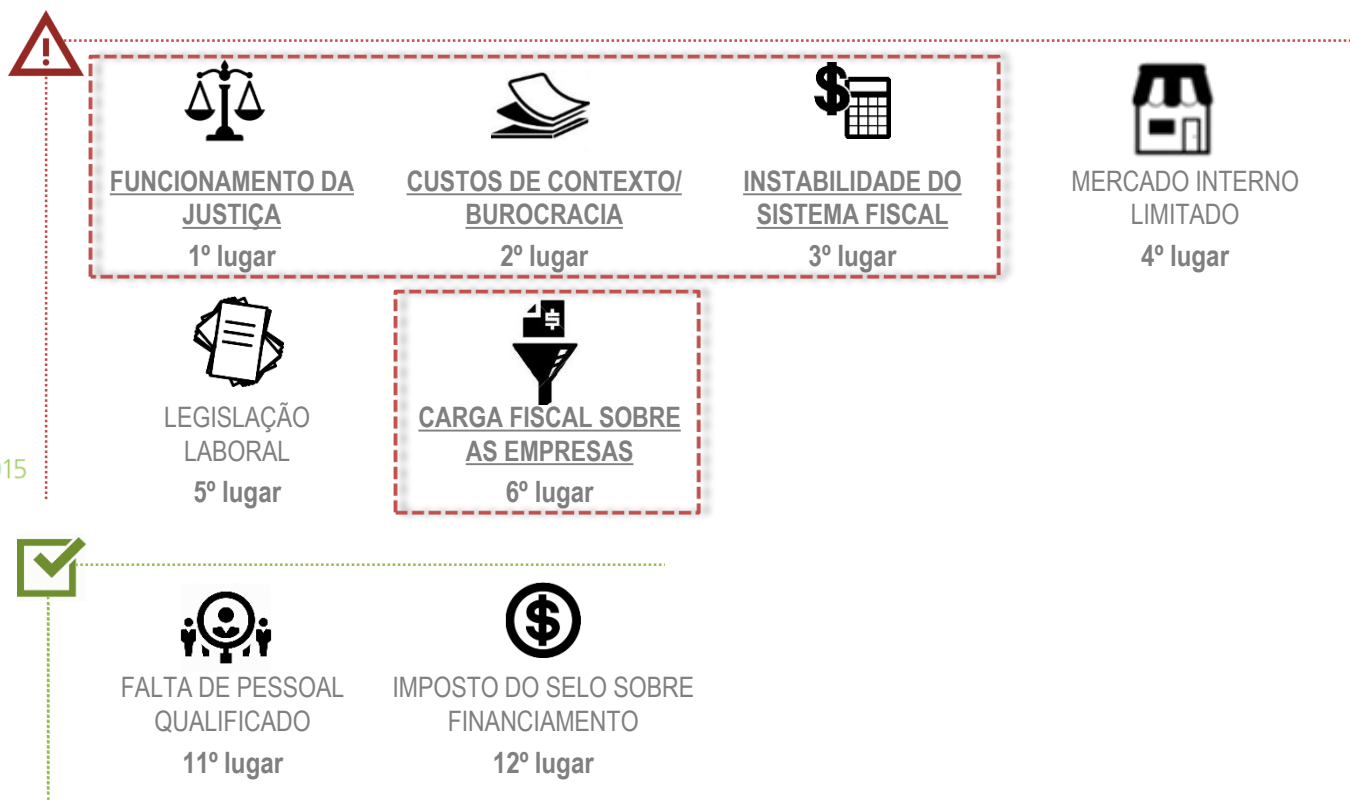 FUNCIONAMENTO DA
JUSTIÇA
1º lugar
CUSTOS DE CONTEXTO/
BUROCRACIA
2º lugar
INSTABILIDADE DO
SISTEMA FISCAL
3º lugar
MERCADO INTERNO
LIMITADO
4º lugar
LEGISLAÇÃO
LABORAL
5º lugar
CARGA FISCAL SOBRE
AS EMPRESAS
6º lugar
15
FALTA DE PESSOAL
QUALIFICADO
11º lugar
IMPOSTO DO SELO SOBRE
FINANCIAMENTO
12º lugar